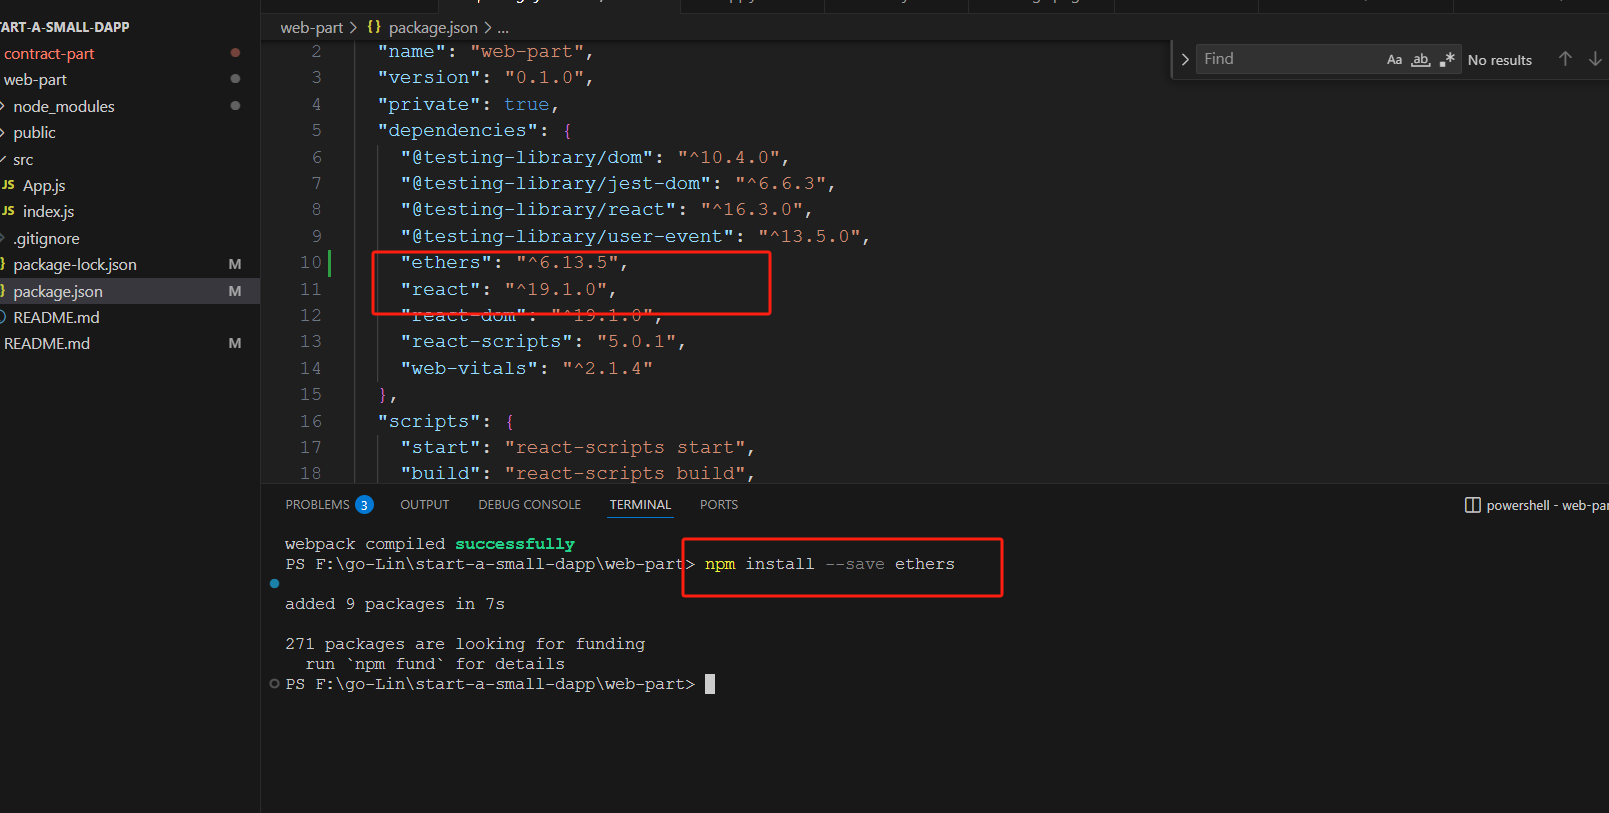 TART-A-SMALL-DAPP
contract-part
web-part
node_modules
public
src
JS App.js
JS index.js
.gitignore
package-lock.json M
package.json M
README.md
README.md M
web-part > {} package.json > ...
Find Aa ab .* No results
2 "name": "web-part",
3 "version": "0.1.0",
4 "private": true,
5 "dependencies": {
6 "@testing-library/dom": "^10.4.0",
7 "@testing-library/jest-dom": "^6.6.3",
8 "@testing-library/react": "^16.3.0",
9 "@testing-library/user-event": "^13.5.0",
10 "ethers": "^6.13.5",
11 "react": "^19.1.0",
12 "react-dom": "^19.1.0",
13 "react-scripts": "5.0.1",
14 "web-vitals": "^2.1.4"
15 },
16 "scripts": {
17 "start": "react-scripts start",
18 "build": "react-scripts build",
PROBLEMS 3 OUTPUT DEBUG CONSOLE TERMINAL PORTS
powershell - web-par
webpack compiled successfully
PS F:\go-Lin\start-a-small-dapp\web-part> npm install --save ethers
added 9 packages in 7s
271 packages are looking for funding
run `npm fund` for details
PS F:\go-Lin\start-a-small-dapp\web-part>